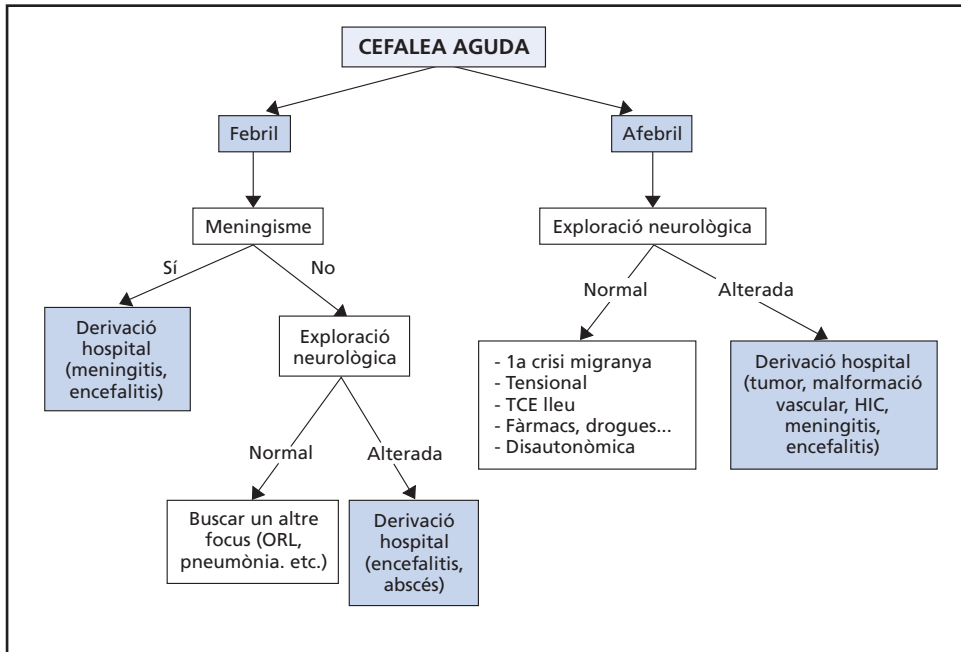 CEFALEA AGUDA
Febril
Afebril
Meningisme
Exploració neurològica
Sí
No
Normal
Alterada
Derivació
hospital
(meningitis,
encefalitis)
Exploració
neurològica
- 1a crisi migranya
- Tensional
- TCE lleu
- Fàrmacs, drogues...
- Disautonòmica
Derivació hospital
(tumor, malformació
vascular, HIC,
meningitis,
encefalitis)
Normal
Alterada
Buscar un altre
focus (ORL,
pneumònia. etc.)
Derivació
hospital
(encefalitis,
abscés)